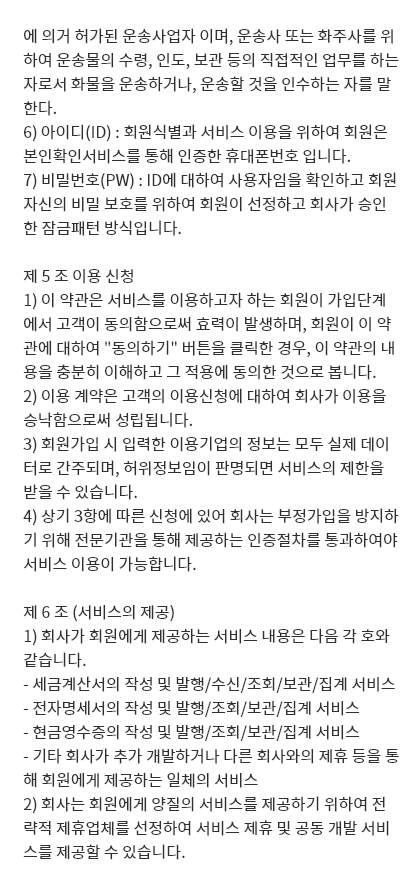 에 의거 허가된 운송사업자 이며, 운송사 또는 화주사를 위
하여 운송물의 수령, 인도, 보관 등의 직접적인 업무를 하는
자로서 화물을 운송하거나, 운송할 것을 인수하는 자를 말
한다.
6) 아이디(ID) : 회원식별과 서비스 이용을 위하여 회원은
본인확인서비스를 통해 인증한 휴대폰번호 입니다.
7) 비밀번호(PW) : ID에 대하여 사용자임을 확인하고 회원
자신의 비밀 보호를 위하여 회원이 선정하고 회사가 승인
한 잠금패턴 방식입니다.
제 5 조 이용 신청
1) 이 약관은 서비스를 이용하고자 하는 회원이 가입단계
에서 고객이 동의함으로써 효력이 발생하며, 회원이 이 약
관에 대하여 "동의하기" 버튼을 클릭한 경우, 이 약관의 내
용을 충분히 이해하고 그 적용에 동의한 것으로 봅니다.
2) 이용 계약은 고객의 이용신청에 대하여 회사가 이용을
승낙함으로써 성립됩니다.
3) 회원가입 시 입력한 이용기업의 정보는 모두 실제 데이
터로 간주되며, 허위정보임이 판명되면 서비스의 제한을
받을 수 있습니다.
4) 상기 3항에 따른 신청에 있어 회사는 부정가입을 방지하
기 위해 전문기관을 통해 제공하는 인증절차를 통과하여야
서비스 이용이 가능합니다.
제 6 조 (서비스의 제공)
1) 회사가 회원에게 제공하는 서비스 내용은 다음 각 호와
같습니다.
- 세금계산서의 작성 및 발행/수신/조회/보관/집계 서비스
- 전자명세서의 작성 및 발행/조회/보관/집계 서비스
- 현금영수증의 작성 및 발행/조회/보관/집계 서비스
- 기타 회사가 추가 개발하거나 다른 회사와의 제휴 등을 통
해 회원에게 제공하는 일체의 서비스
2) 회사는 회원에게 양질의 서비스를 제공하기 위하여 전
략적 제휴업체를 선정하여 서비스 제휴 및 공동 개발 서비
스를 제공할 수 있습니다.